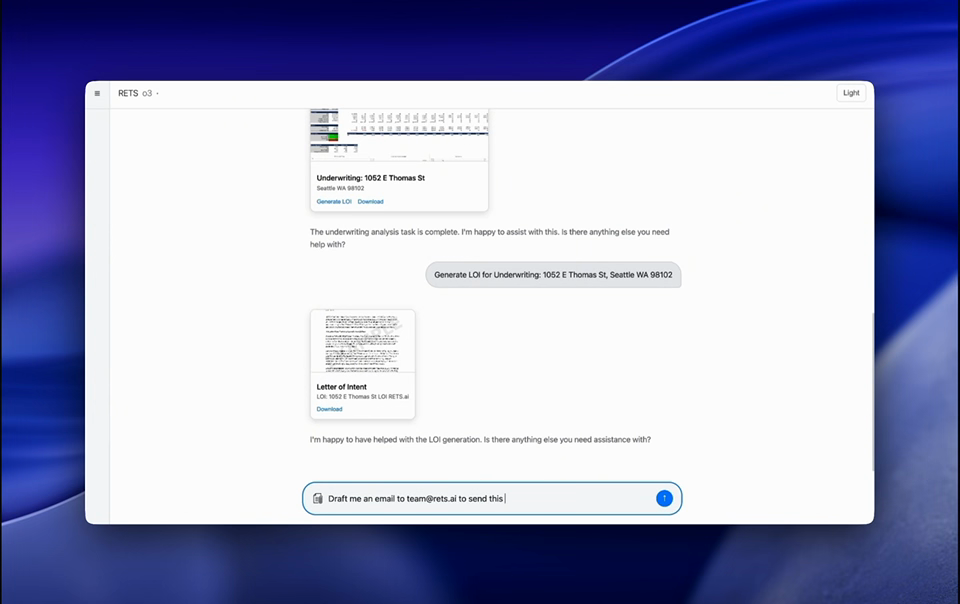 RETS o3
Light
Underwriting: 1052 E Thomas St
Seattle WA 98102
Generate LOI Download
The underwriting analysis task is complete. I'm happy to assist with this. Is there anything else you need
help with?
Generate LOI for Underwriting: 1052 E Thomas St, Seattle WA 98102
Letter of Intent
LOI: 1052 E Thomas St LOI RETS.ai
Download
I'm happy to have helped with the LOI generation. Is there anything else you need assistance with?
Draft me an email to team@rets.ai to send this